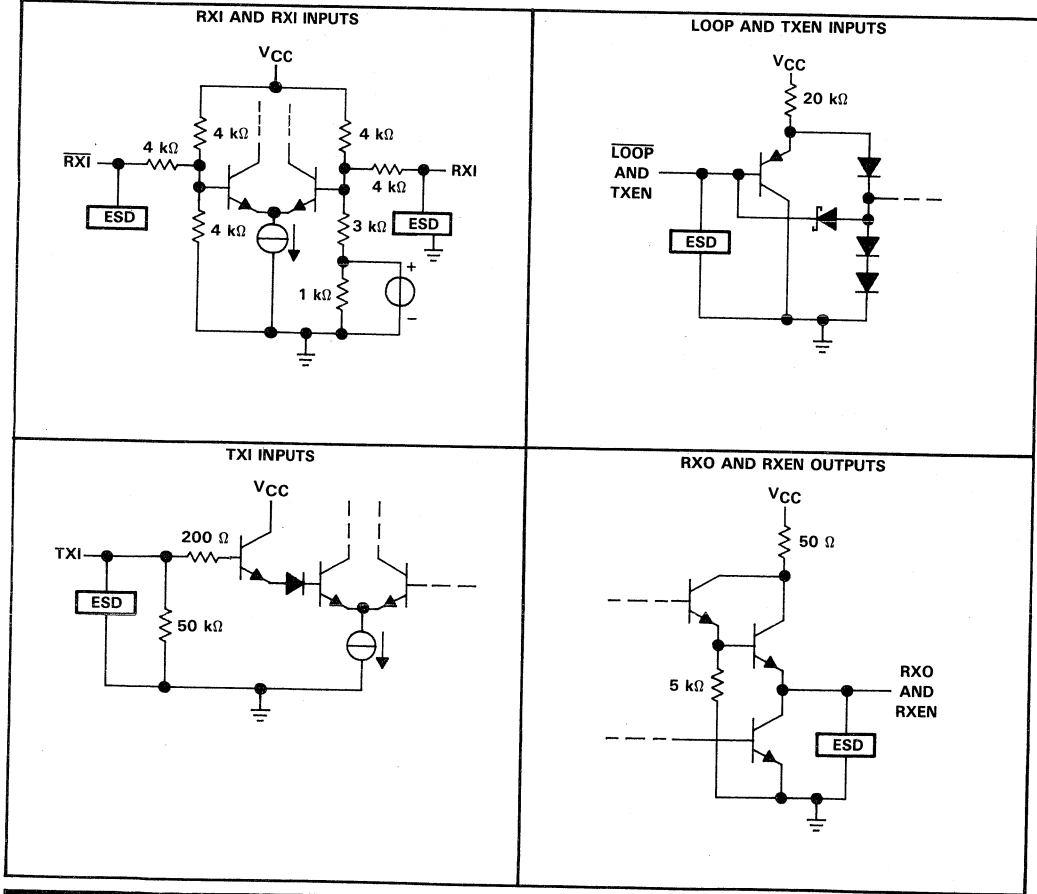 RXI AND RXI INPUTS
VCC
4 kΩ
4 kΩ
4 kΩ
R̅X̅I̅
RXI
4 kΩ
ESD
4 kΩ
3 kΩ
ESD
1 kΩ
+
−
LOOP AND TXEN INPUTS
VCC
20 kΩ
L̅O̅O̅P̅
AND
TXEN
ESD
TXI INPUTS
VCC
200 Ω
TXI
ESD
50 kΩ
RXO AND RXEN OUTPUTS
VCC
50 Ω
5 kΩ
RXO
AND
RXEN
ESD